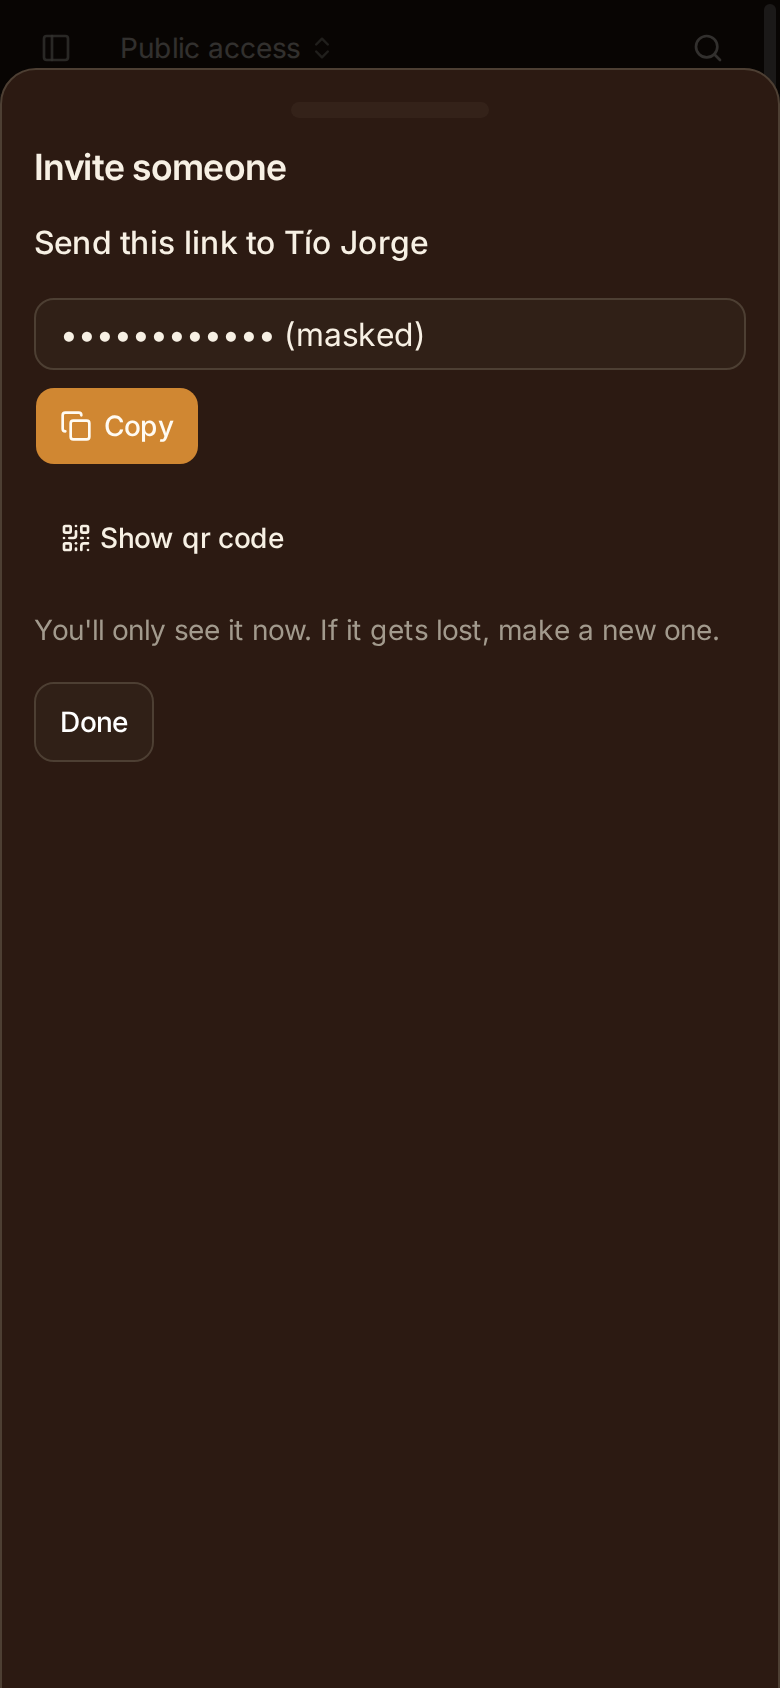 Public access
Invite someone
Send this link to Tío Jorge
•••••••••••• (masked)
Copy
Show qr code
You'll only see it now. If it gets lost, make a new one.
Done